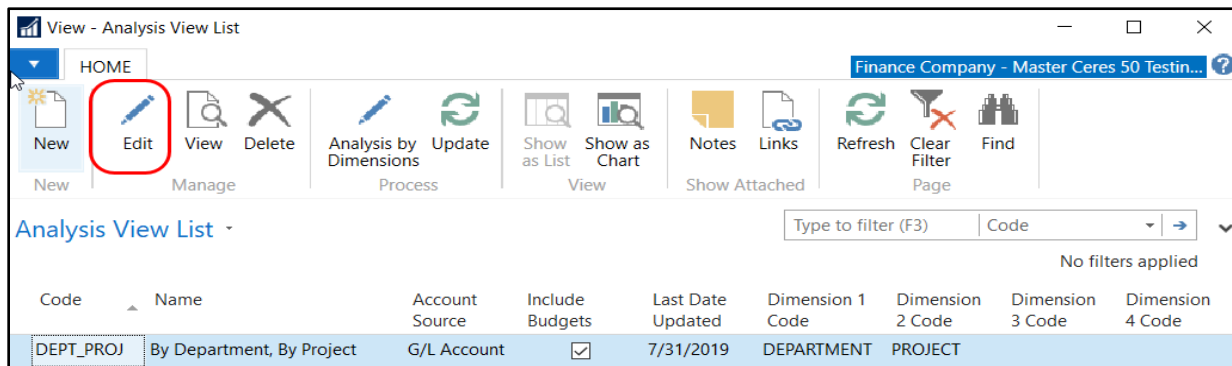 View - Analysis View List
HOME
Finance Company - Master Ceres 50 Testin...
New Edit View Delete Analysis by Dimensions Update Show as List Show as Chart Notes Links Refresh Clear Filter Find
New Manage Process View Show Attached Page
Analysis View List
Type to filter (F3) Code
No filters applied
Code Name Account Source Include Budgets Last Date Updated Dimension 1 Code Dimension 2 Code Dimension 3 Code Dimension 4 Code
DEPT_PROJ By Department, By Project G/L Account 7/31/2019 DEPARTMENT PROJECT